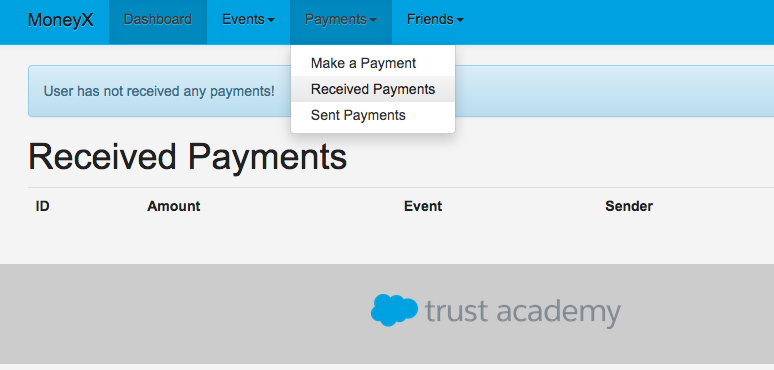 MoneyX Dashboard Events Payments Friends
Make a Payment
Received Payments
Sent Payments
User has not received any payments!
Received Payments
ID Amount Event Sender
trust academy